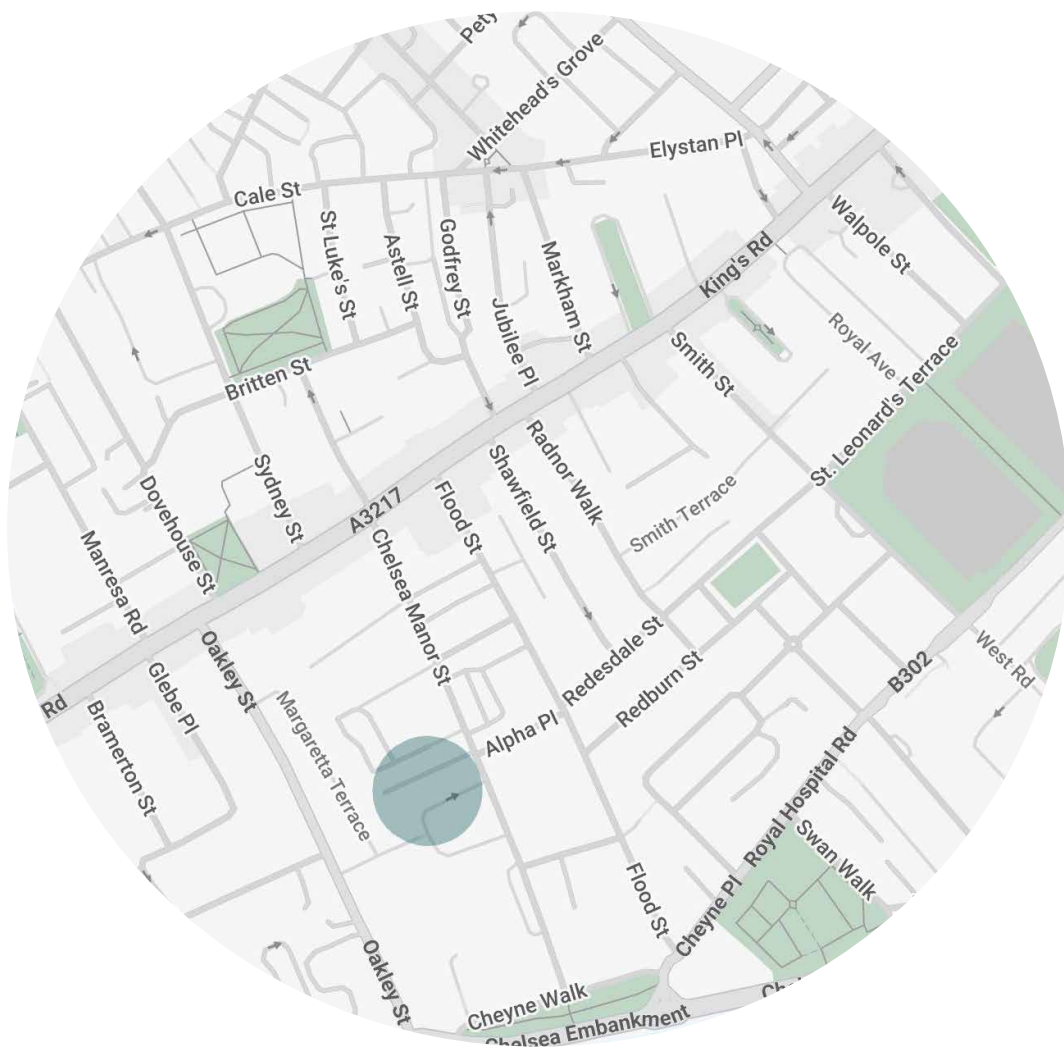 Whitehead's Grove
Elystan Pl
Cale St
Walpole St
St Luke's St
Astell St
Godfrey St
Markham St
King's Rd
Jubilee Pl
Royal Ave
Smith St
Britten St
St. Leonard's Terrace
Radnor Walk
Shawfield St
Sydney St
Dovehouse St
A3217
Flood St
Smith Terrace
Manresa Rd
Chelsea Manor St
Redesdale St
West Rd
Oakley St
Redburn St
B302
Glebe Pl
Rd
Bramerton St
Margaretta Terrace
Alpha Pl
Royal Hospital Rd
Swan Walk
Flood St
Cheyne Pl
Oakley St
Cheyne Walk
Chelsea Embankment